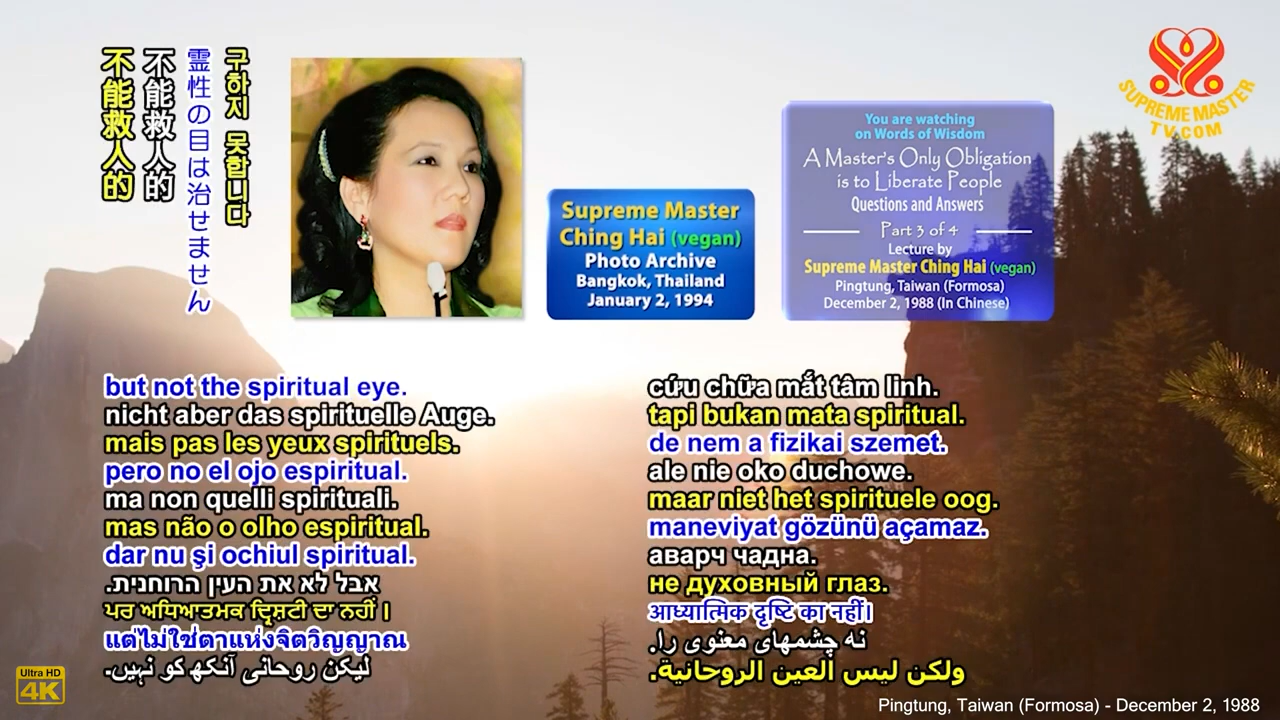 구하지 못합니다
霊性の目は治せません
不能救人的
不能救人的
SUPREME MASTER
TV.COM
You are watching
on Words of Wisdom
A Master's Only Obligation
is to Liberate People
Questions and Answers
Part 3 of 4
Lecture by
Supreme Master Ching Hai (vegan)
Pingtung, Taiwan (Formosa)
December 2, 1988 (In Chinese)
Supreme Master
Ching Hai (vegan)
Photo Archive
Bangkok, Thailand
January 2, 1994
but not the spiritual eye.
nicht aber das spirituelle Auge.
mais pas les yeux spirituels.
pero no el ojo espiritual.
ma non quelli spirituali.
mas não o olho espiritual.
dar nu şi ochiul spiritual.
אבל לא את העין הרוחנית.
ਪਰ ਅਧਿਆਤਮਕ ਦ੍ਰਿਸ਼ਟੀ ਦਾ ਨਹੀਂ।
แต่ไม่ใช่ตาแห่งจิตวิญญาณ
لیکن روحانی آنکھ کو نہیں.
cứu chữa mắt tâm linh.
tapi bukan mata spiritual.
de nem a fizikai szemet.
ale nie oko duchowe.
maar niet het spirituele oog.
maneviyat gözünü açamaz.
аварч чадна.
не духовный глаз.
आध्यात्मिक दृष्टि का नहीं।
نه چشمهای معنوی را.
ولكن ليس العين الروحانية.
Ultra HD
4K
Pingtung, Taiwan (Formosa) - December 2, 1988